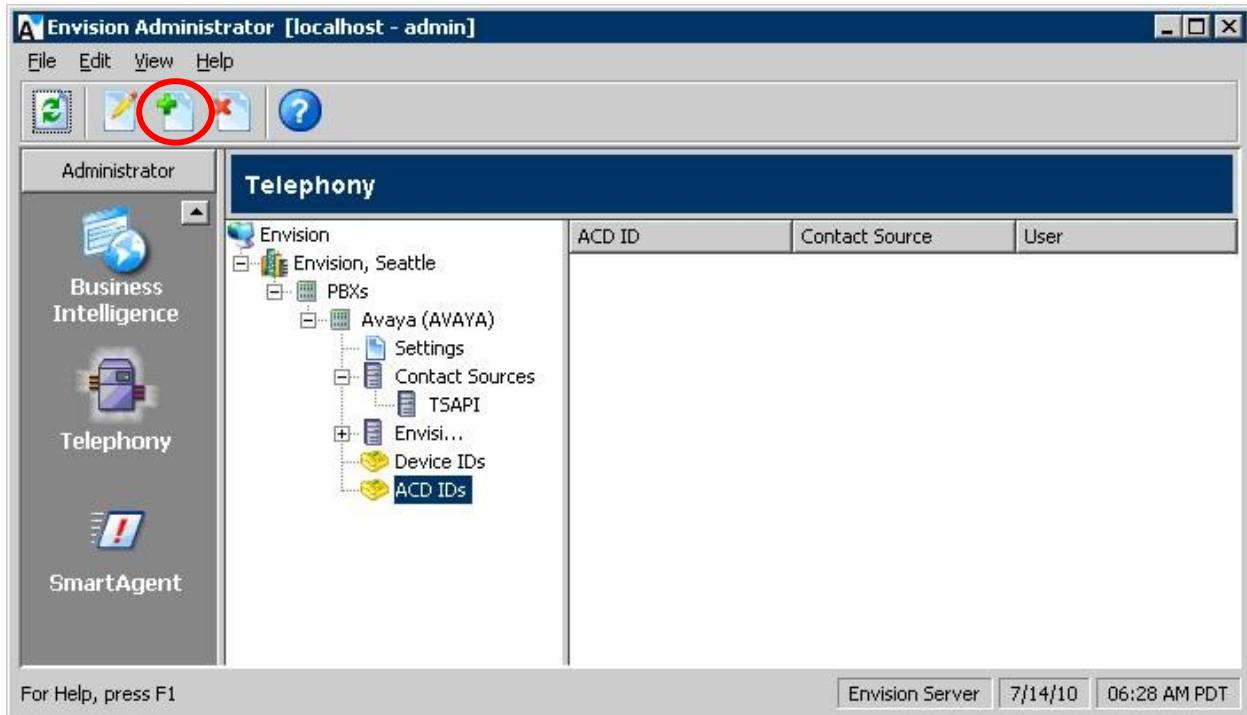 Envision Administrator [localhost - admin]
File Edit View Help
Administrator
Telephony
Business
Intelligence
Telephony
SmartAgent
Envision
Envision, Seattle
PBXs
Avaya (AVAYA)
Settings
Contact Sources
TSAPI
Envisi...
Device IDs
ACD IDs
ACD ID Contact Source User
For Help, press F1 Envision Server 7/14/10 06:28 AM PDT